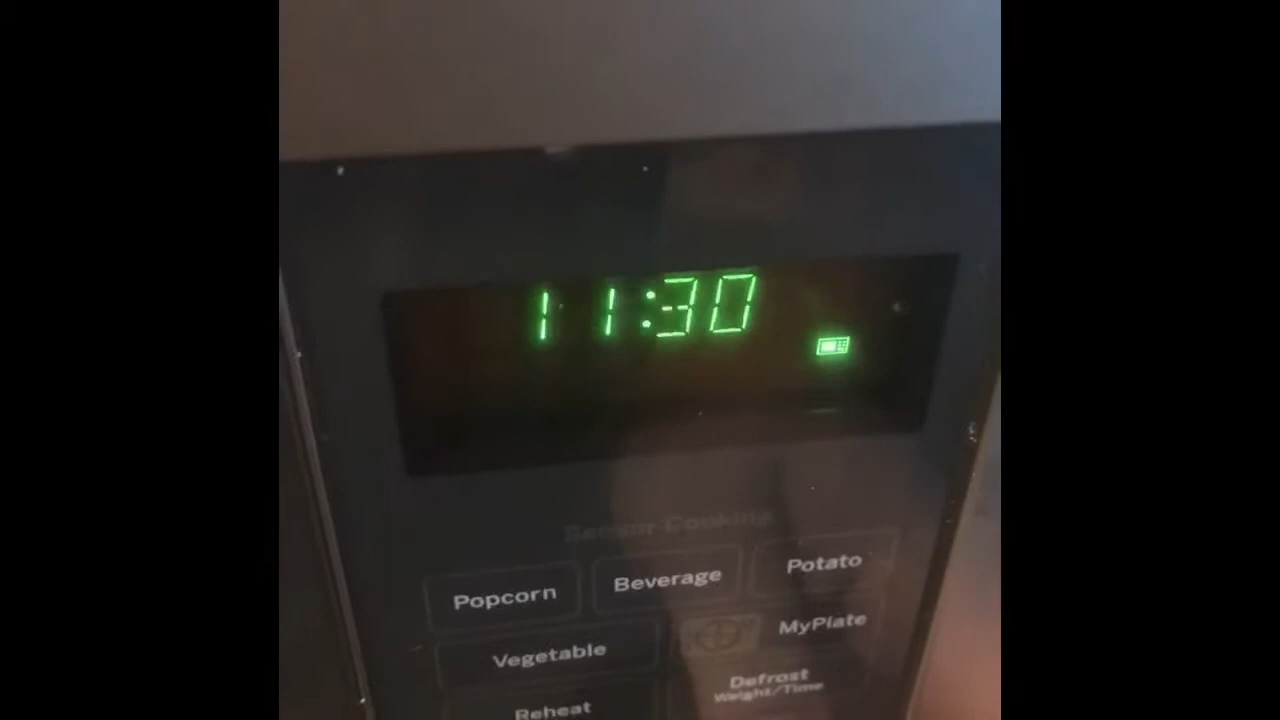 11:30
Sensor Cooking
Popcorn Beverage Potato
Vegetable MyPlate
Reheat Defrost
Weight/Time